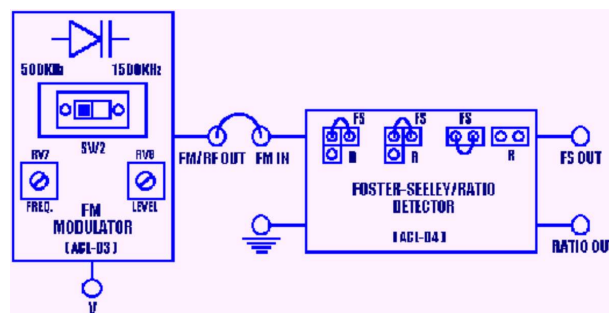 500KHz 1500KHz
SW2
RV7 RV8
FREQ. LEVEL
FM
MODULATOR
(ACL-03)
V
FM/RF OUT FM IN
FS FS FS
R R R
FOSTER-SEELEY/RATIO
DETECTOR
(ACL-04)
FS OUT
RATIO OUT